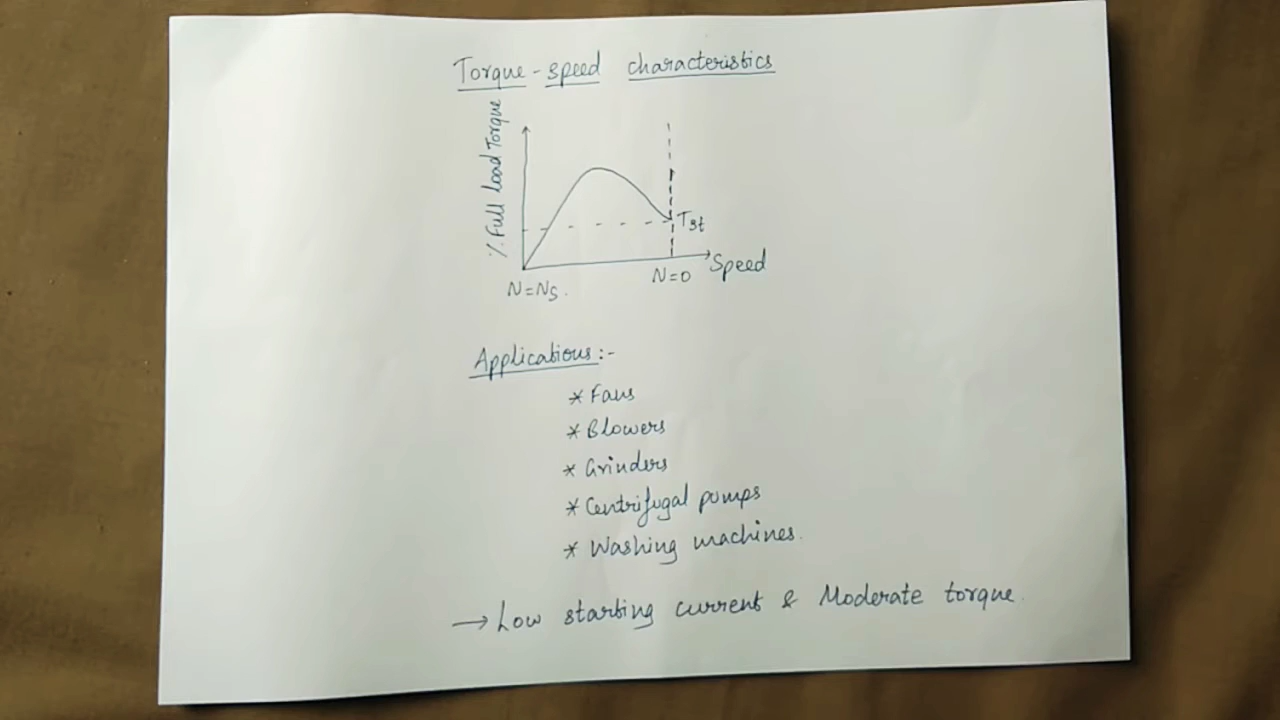 Torque-speed characteristics
% Full load Torque
Tst
N=0
Speed
N=Ns.
Applications:-
* Fans
* Blowers
* Grinders
* Centrifugal pumps
* Washing machines.
→ Low starting current & Moderate torque.